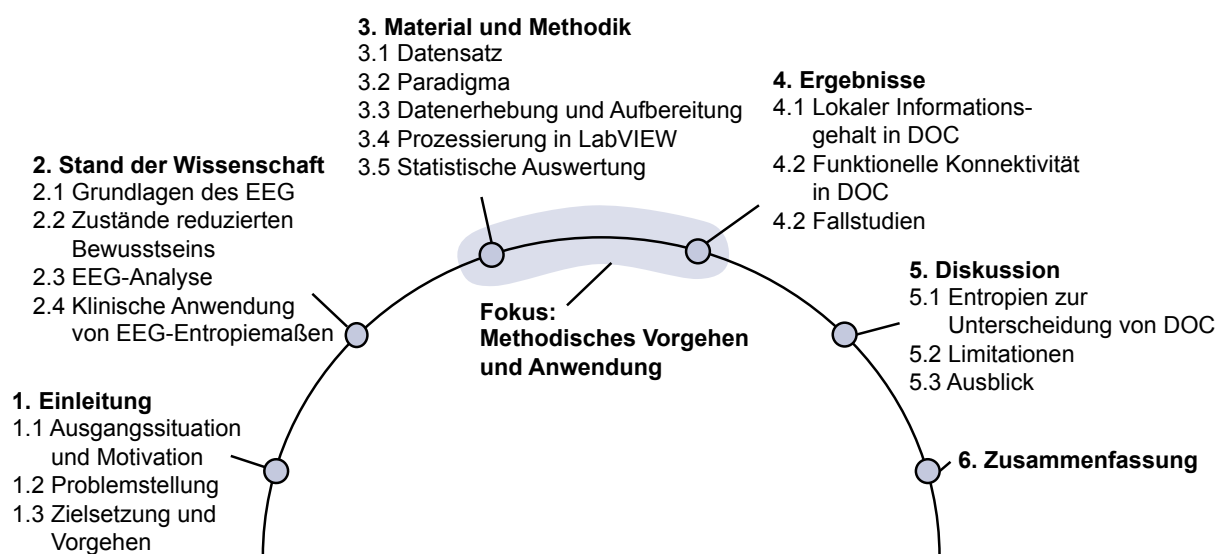 1. Einleitung
1.1 Ausgangssituation
und Motivation
1.2 Problemstellung
1.3 Zielsetzung und
Vorgehen
2. Stand der Wissenschaft
2.1 Grundlagen des EEG
2.2 Zustände reduzierten
Bewusstseins
2.3 EEG-Analyse
2.4 Klinische Anwendung
von EEG-Entropiemaßen
3. Material und Methodik
3.1 Datensatz
3.2 Paradigma
3.3 Datenerhebung und Aufbereitung
3.4 Prozessierung in LabVIEW
3.5 Statistische Auswertung
Fokus:
Methodisches Vorgehen
und Anwendung
4. Ergebnisse
4.1 Lokaler Informations-
gehalt in DOC
4.2 Funktionelle Konnektivität
in DOC
4.2 Fallstudien
5. Diskussion
5.1 Entropien zur
Unterscheidung von DOC
5.2 Limitationen
5.3 Ausblick
6. Zusammenfassung